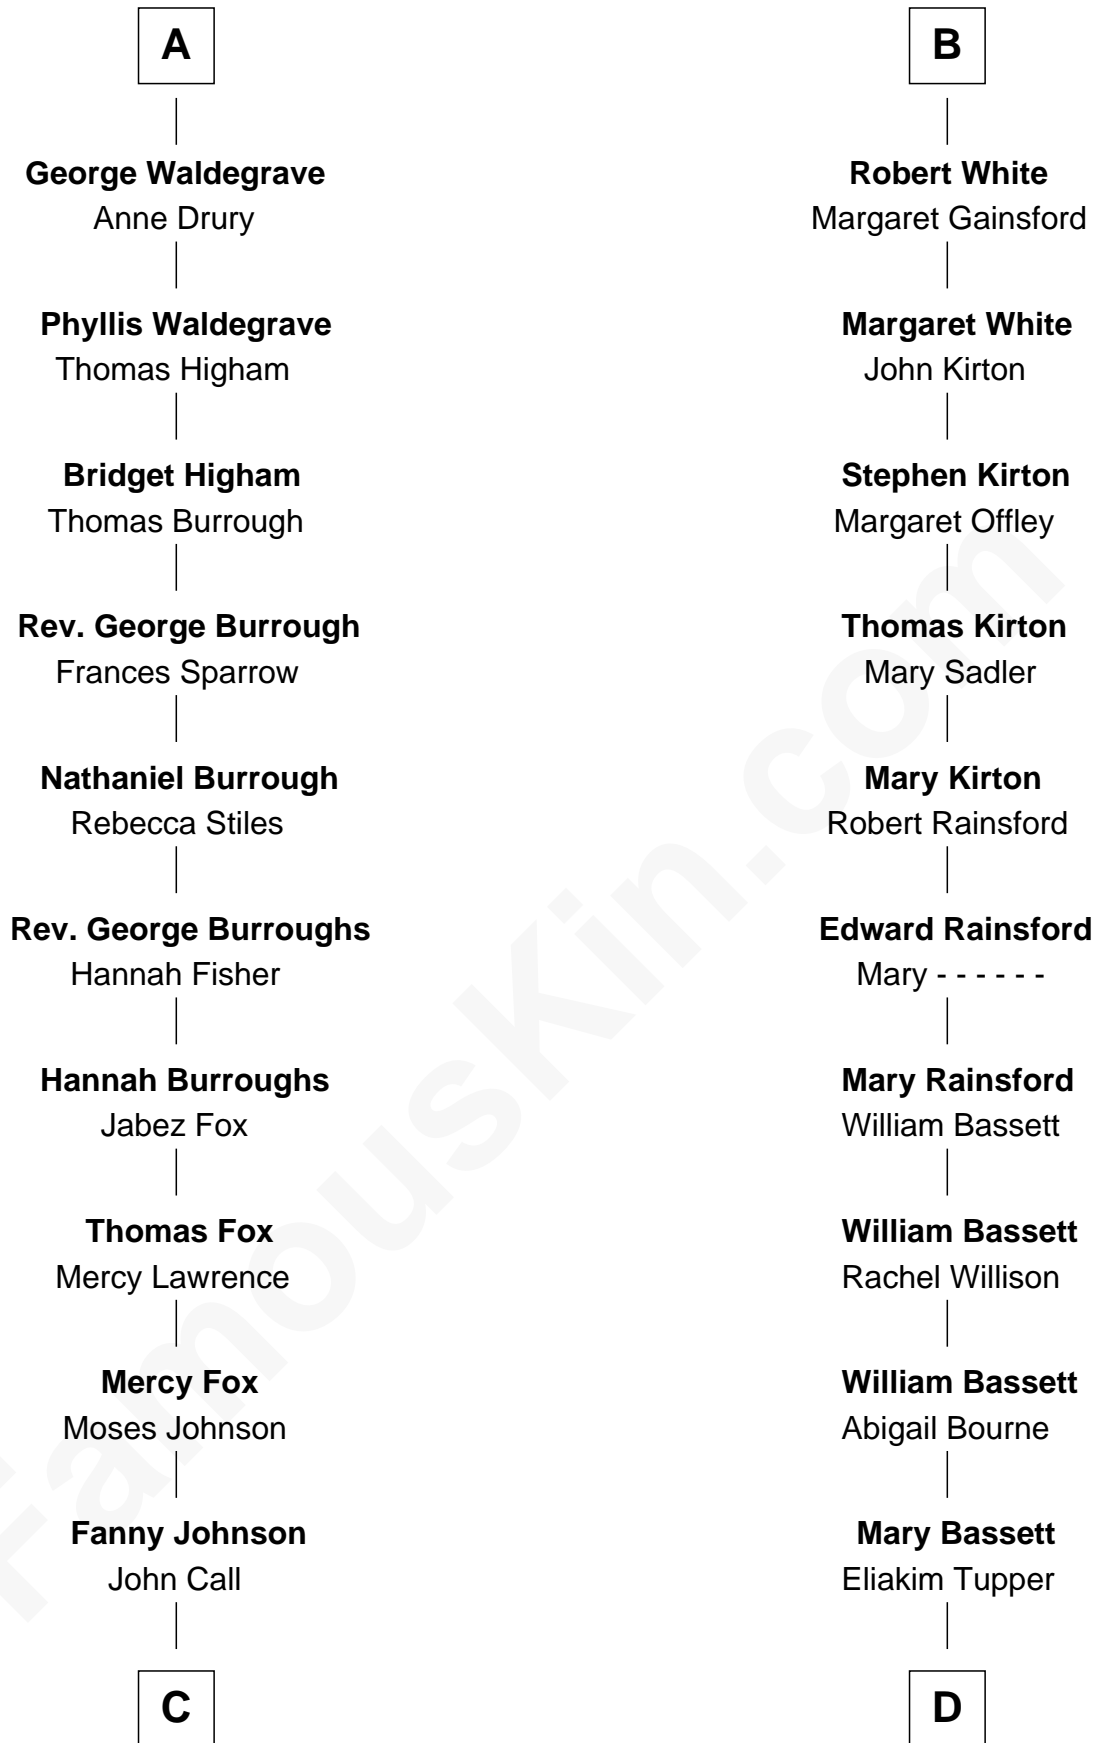 A
George Waldegrave
Anne Drury
Phyllis Waldegrave
Thomas Higham
Bridget Higham
Thomas Burrough
Rev. George Burrough
Frances Sparrow
Nathaniel Burrough
Rebecca Stiles
Rev. George Burroughs
Hannah Fisher
Hannah Burroughs
Jabez Fox
Thomas Fox
Mercy Lawrence
Mercy Fox
Moses Johnson
Fanny Johnson
John Call
C
B
Robert White
Margaret Gainsford
Margaret White
John Kirton
Stephen Kirton
Margaret Offley
Thomas Kirton
Mary Sadler
Mary Kirton
Robert Rainsford
Edward Rainsford
Mary - - - - - -
Mary Rainsford
William Bassett
William Bassett
Rachel Willison
William Bassett
Abigail Bourne
Mary Bassett
Eliakim Tupper
D
FamousKin.com